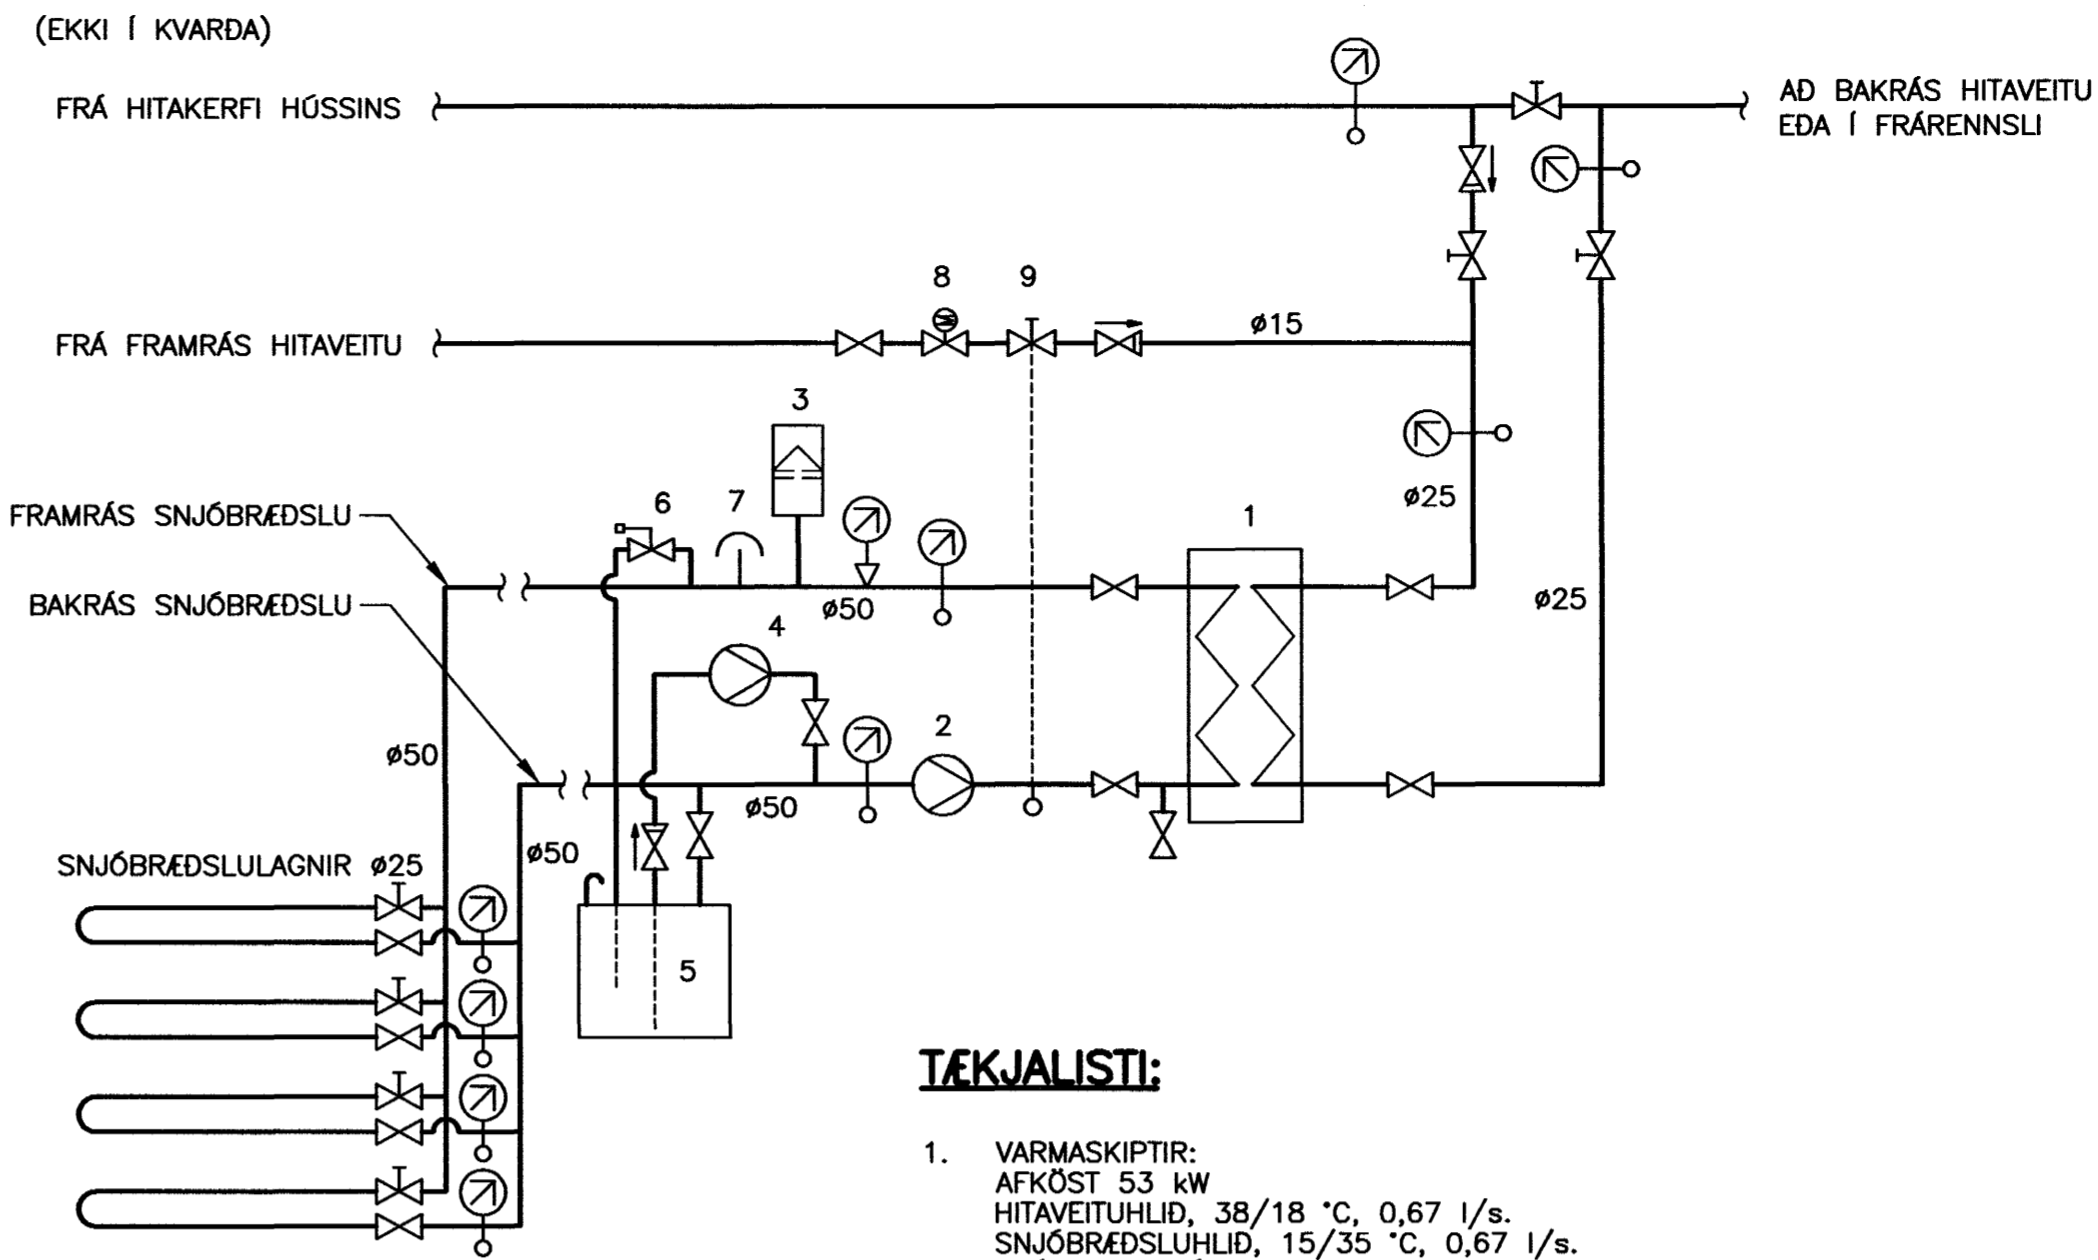 (EKKI Í KVARÐA)
FRÁ HITAKERFI HÚSSINS
AÐ BAKRÁS HITAVEITU
EÐA Í FRÁRENNSLI
8
9
FRÁ FRAMRÁS HITAVEITU
ø15
3
6
7
1
FRAMRÁS SNJÓBRÆÐSLU
ø25
BAKRÁS SNJÓBRÆÐSLU
ø50
ø25
4
2
ø50
ø50
ø50
SNJÓBRÆÐSLULAGNIR ø25
5
TÆKJALISTI:
1. VARMASKIPTIR:
AFKÖST 53 kW
HITAVEITUHLIÐ, 38/18 °C, 0,67 l/s.
SNJÓBRÆÐSLUHLIÐ, 15/35 °C, 0,67 l/s.